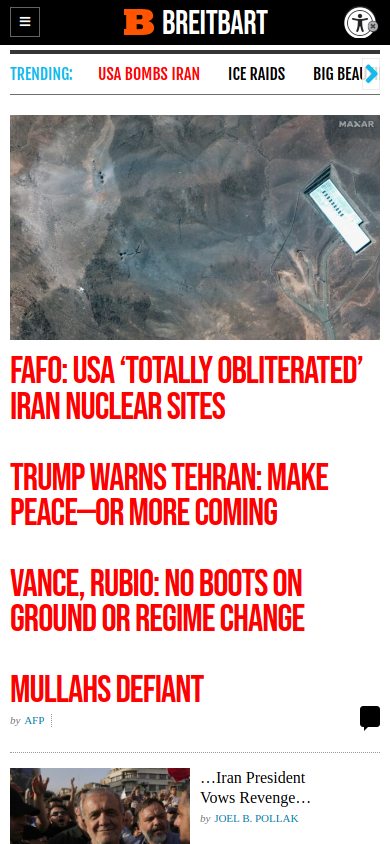 BREITBART
TRENDING: USA BOMBS IRAN ICE RAIDS BIG
MAXAR
FAFO: USA ‘TOTALLY OBLITERATED’
IRAN NUCLEAR SITES
TRUMP WARNS TEHRAN: MAKE
PEACE—OR MORE COMING
VANCE, RUBIO: NO BOOTS ON
GROUND OR REGIME CHANGE
MULLAHS DEFIANT
by AFP
…Iran President
Vows Revenge…
by JOEL B. POLLAK